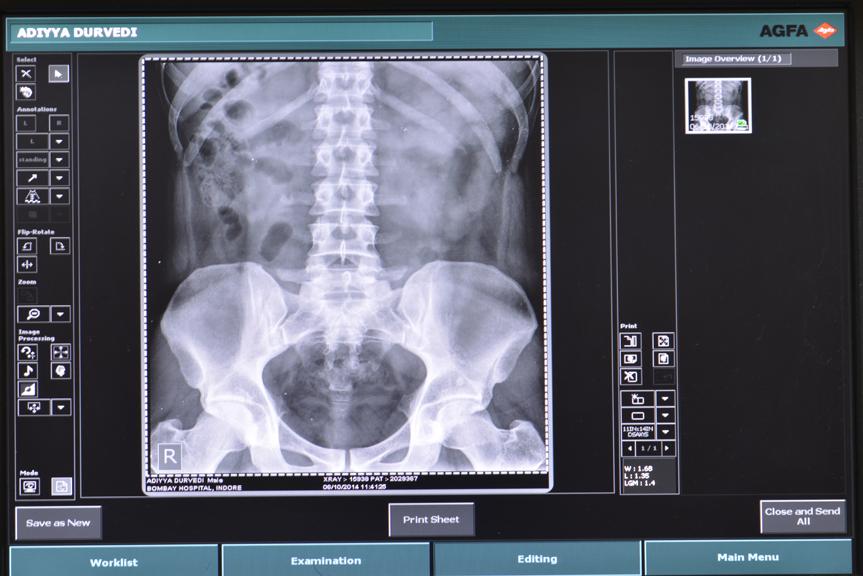 ADIYYA DURVEDI
AGFA
Select
Image Overview (1/1)
Annotations
L
R
L
standing
Flip-Rotate
Zoom
Image
Processing
Print
11INx14IN
1/1
W : 1.68
L : 1.35
LGM : 1.4
Mode
R
ADIYYA DURVEDI Male
XRAY > 15938 PAT > 2029367
BOMBAY HOSPITAL, INDORE
06/10/2014 11:41:25
Save as New
Print Sheet
Close and Send
All
Worklist
Examination
Editing
Main Menu